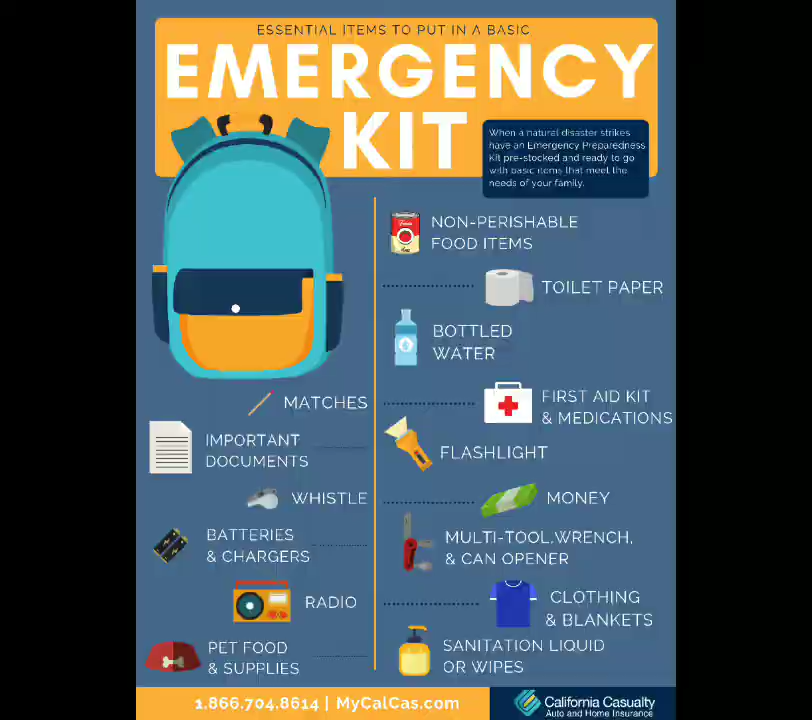 ESSENTIAL ITEMS TO PUT IN A BASIC
EMERGENCY
KIT
When a natural disaster strikes
have an Emergency Preparedness
Kit pre-stocked and ready to go
with basic items that meet the
needs of your family.
NON-PERISHABLE
FOOD ITEMS
TOILET PAPER
BOTTLED
WATER
FIRST AID KIT
& MEDICATIONS
FLASHLIGHT
MONEY
MULTI-TOOL,WRENCH,
& CAN OPENER
CLOTHING
& BLANKETS
SANITATION LIQUID
OR WIPES
MATCHES
IMPORTANT
DOCUMENTS
WHISTLE
BATTERIES
& CHARGERS
RADIO
PET FOOD
& SUPPLIES
1.866.704.8614 | MyCalCas.com
California Casualty
Auto and Home Insurance